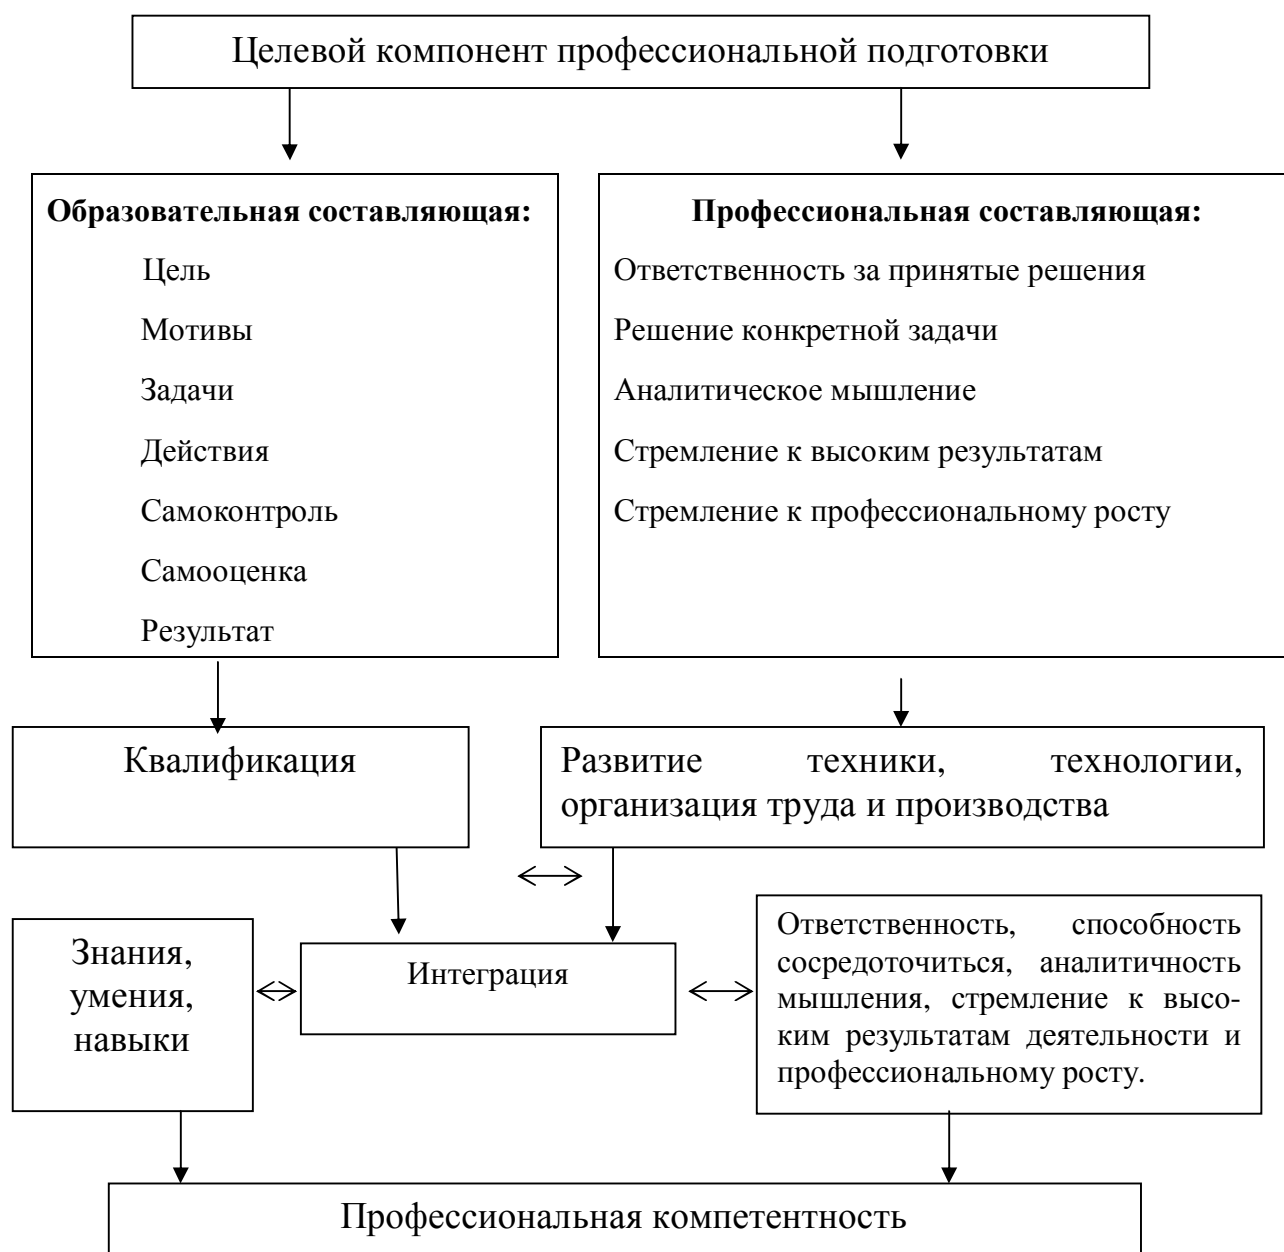 Целевой компонент профессиональной подготовки
Образовательная составляющая:
Цель
Мотивы
Задачи
Действия
Самоконтроль
Самооценка
Результат
Профессиональная составляющая:
Ответственность за принятые решения
Решение конкретной задачи
Аналитическое мышление
Стремление к высоким результатам
Стремление к профессиональному росту
Квалификация
Развитие техники, технологии,
организация труда и производства
Знания,
умения,
навыки
Интеграция
Ответственность, способность
сосредоточиться, аналитичность
мышления, стремление к высо-
ким результатам деятельности и
профессиональному росту.
Профессиональная компетентность